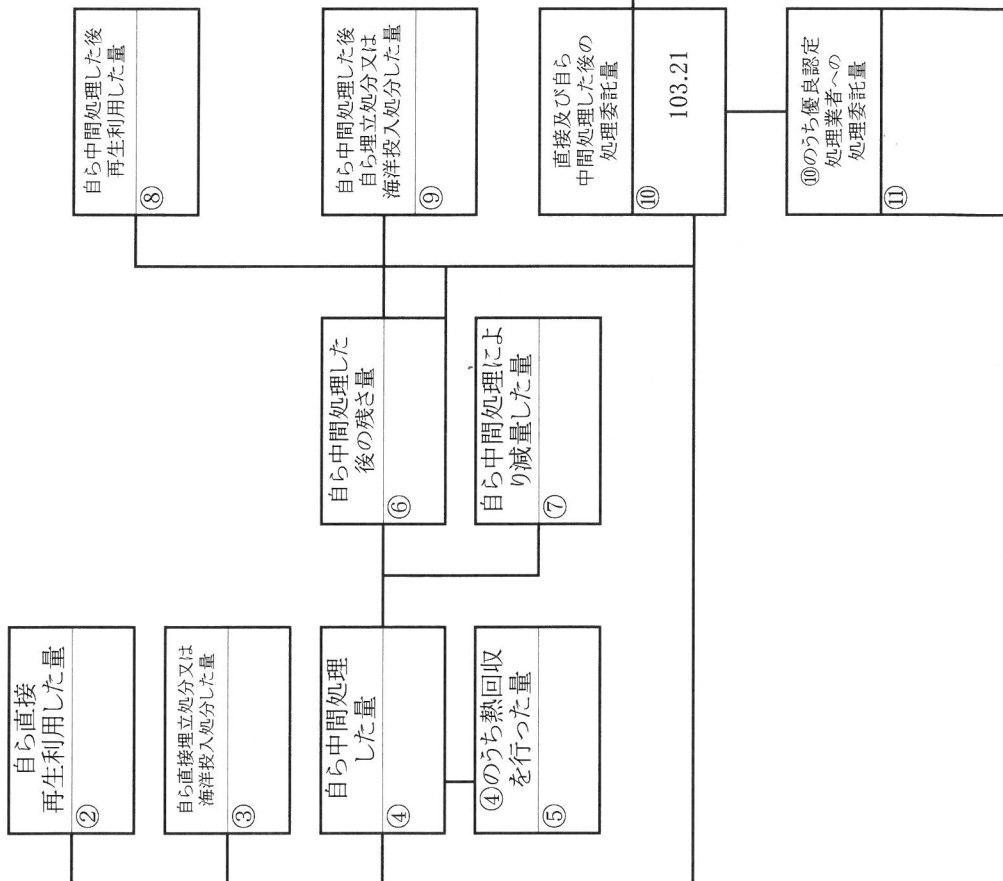 自ら直接
再生利用した量
②
自ら直接埋立処分又は
海洋投入処分した量
③
自ら中間処理
した量
④
④のうち熱回収
を行った量
⑤
自ら中間処理した
後の残さ量
⑥
自ら中間処理によ
り減量した量
⑦
自ら中間処理した後
再生利用した量
⑧
自ら中間処理した後
自ら埋立処分又は
海洋投入処分した量
⑨
直接及び自ら
中間処理した後の
処理委託量
⑩
103.21
⑩のうち優良認定
処理業者への
処理委託量
⑪